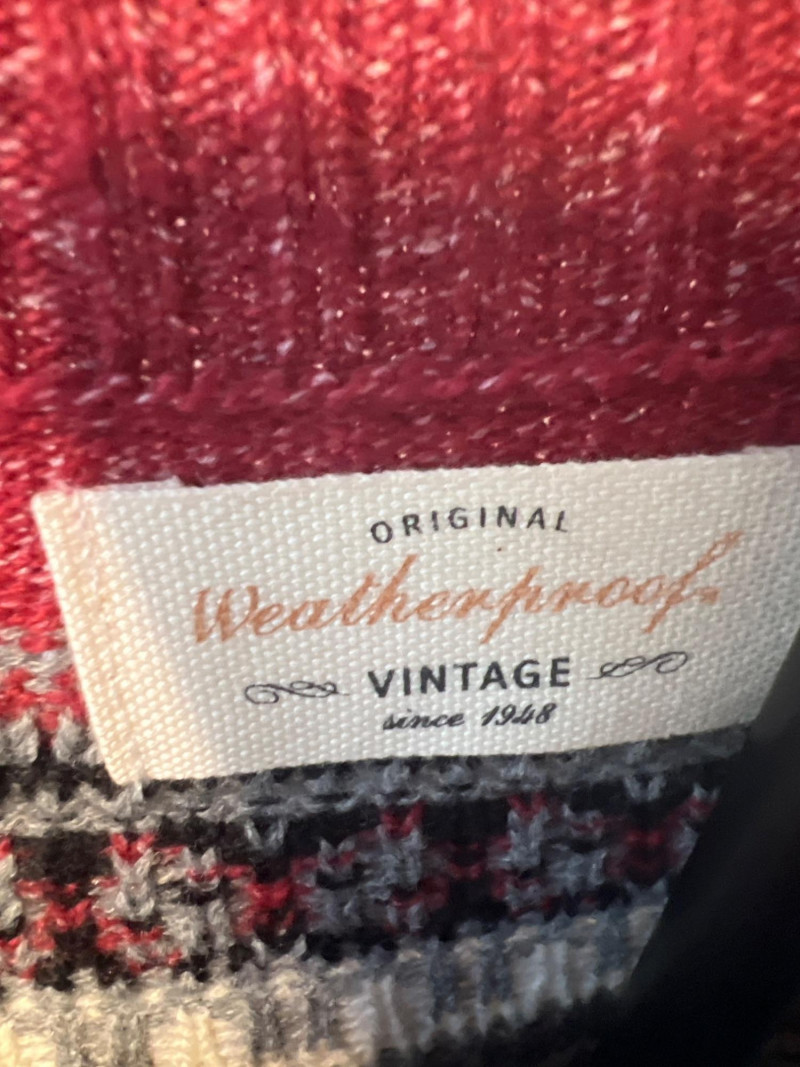 ORIGINAL
Weatherproof
VINTAGE
since 1948